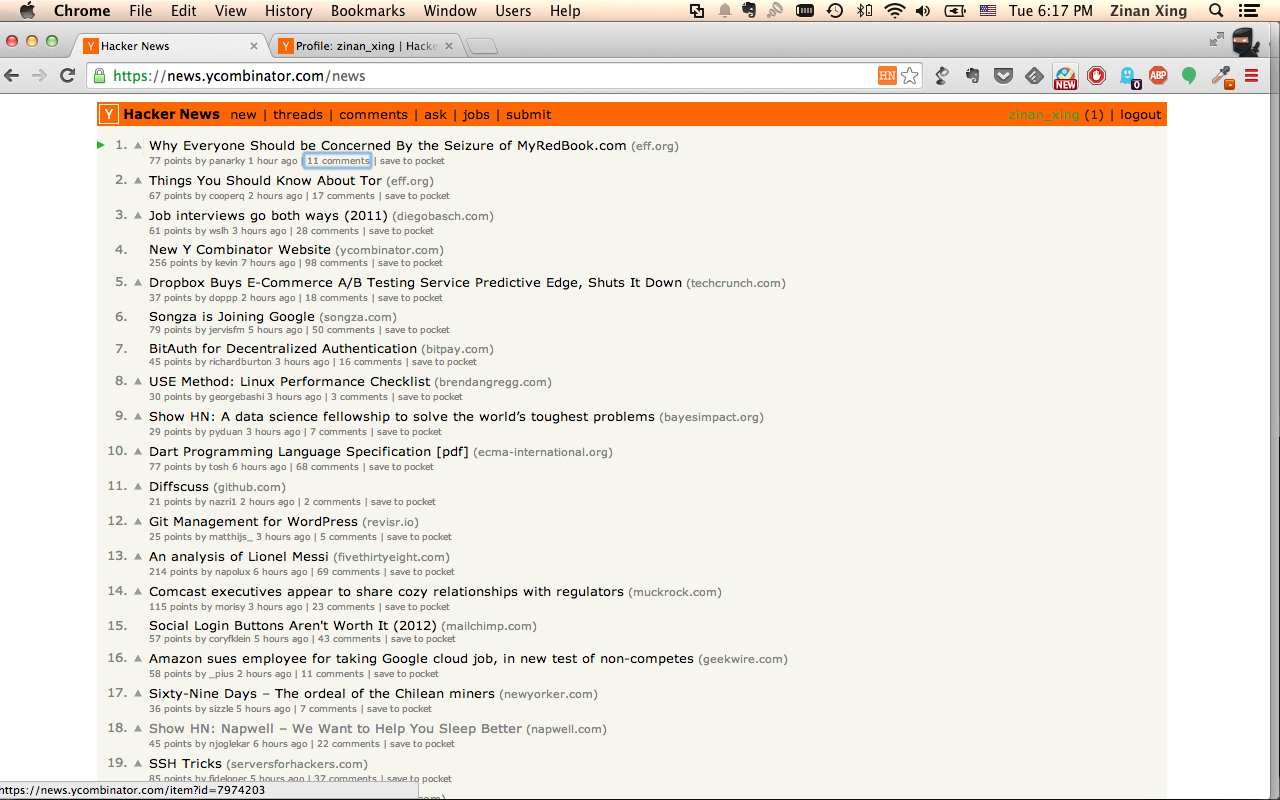 Chrome File Edit View History Bookmarks Window Users Help Tue 6:17 PM Zinan Xing
Hacker News Profile: zinan_xing | Hacke
https://news.ycombinator.com/news HN NEW 0 ABP
Y Hacker News new | threads | comments | ask | jobs | submit zinan_xing (1) | logout
1. Why Everyone Should be Concerned By the Seizure of MyRedBook.com (eff.org)
77 points by panarky 1 hour ago | 11 comments | save to pocket
2. Things You Should Know About Tor (eff.org)
67 points by cooperq 2 hours ago | 17 comments | save to pocket
3. Job interviews go both ways (2011) (diegobasch.com)
61 points by wslh 3 hours ago | 28 comments | save to pocket
4. New Y Combinator Website (ycombinator.com)
256 points by kevin 7 hours ago | 98 comments | save to pocket
5. Dropbox Buys E-Commerce A/B Testing Service Predictive Edge, Shuts It Down (techcrunch.com)
37 points by doppp 2 hours ago | 18 comments | save to pocket
6. Songza is Joining Google (songza.com)
79 points by jervisfm 5 hours ago | 50 comments | save to pocket
7. BitAuth for Decentralized Authentication (bitpay.com)
45 points by richardburton 3 hours ago | 16 comments | save to pocket
8. USE Method: Linux Performance Checklist (brendangregg.com)
30 points by georgebashi 3 hours ago | 3 comments | save to pocket
9. Show HN: A data science fellowship to solve the world’s toughest problems (bayesimpact.org)
29 points by pyduan 3 hours ago | 7 comments | save to pocket
10. Dart Programming Language Specification [pdf] (ecma-international.org)
77 points by tosh 6 hours ago | 68 comments | save to pocket
11. Diffscuss (github.com)
21 points by nazri1 2 hours ago | 2 comments | save to pocket
12. Git Management for WordPress (revisr.io)
25 points by matthijs_ 3 hours ago | 5 comments | save to pocket
13. An analysis of Lionel Messi (fivethirtyeight.com)
214 points by napolux 6 hours ago | 69 comments | save to pocket
14. Comcast executives appear to share cozy relationships with regulators (muckrock.com)
115 points by morisy 3 hours ago | 23 comments | save to pocket
15. Social Login Buttons Aren't Worth It (2012) (mailchimp.com)
57 points by coryfklein 5 hours ago | 43 comments | save to pocket
16. Amazon sues employee for taking Google cloud job, in new test of non-competes (geekwire.com)
58 points by _pius 2 hours ago | 11 comments | save to pocket
17. Sixty-Nine Days – The ordeal of the Chilean miners (newyorker.com)
36 points by sizzle 5 hours ago | 7 comments | save to pocket
18. Show HN: Napwell – We Want to Help You Sleep Better (napwell.com)
45 points by njoglekar 6 hours ago | 22 comments | save to pocket
19. SSH Tricks (serversforhackers.com)
85 points by fideloper 5 hours ago | 37 comments | save to pocket
https://news.ycombinator.com/item?id=7974203